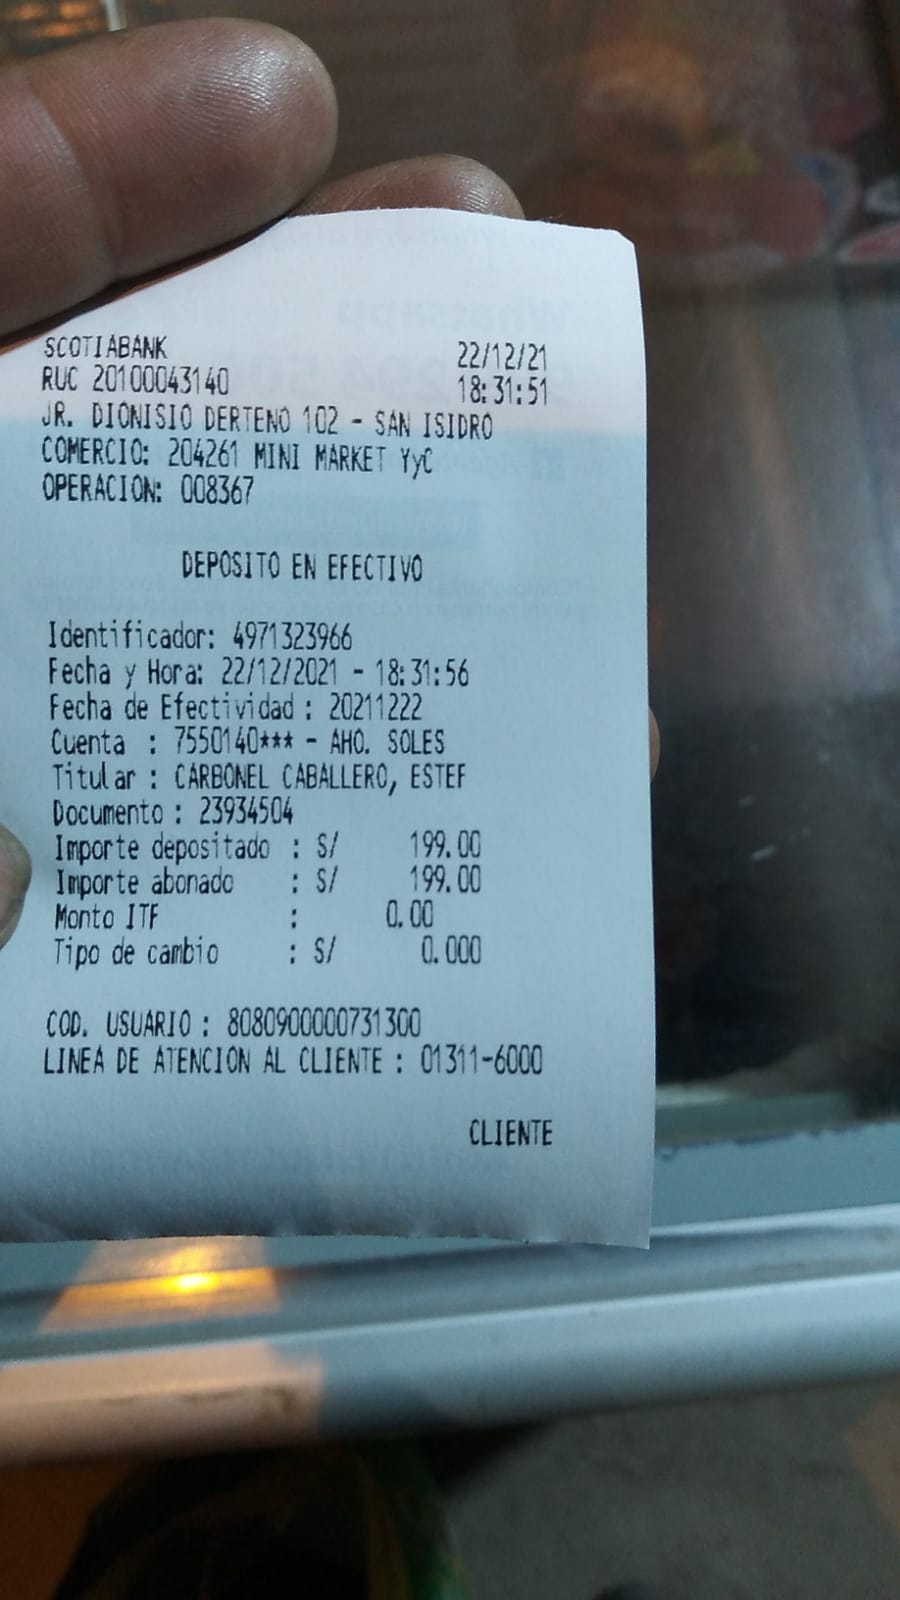 SCOTIABANK 22/12/21
RUC 20100043140 18:31:51
JR. DIONISIO DERTENO 102 - SAN ISIDRO
COMERCIO: 204261 MINI MARKET YyC
OPERACION: 008367
DEPOSITO EN EFECTIVO
Identificador: 4971323966
Fecha y Hora: 22/12/2021 - 18:31:56
Fecha de Efectividad : 20211222
Cuenta : 7550140*** - AHO. SOLES
Titular : CARBONEL CABALLERO, ESTEF
Documento : 23934504
Importe depositado : S/ 199.00
Importe abonado : S/ 199.00
Monto ITF : 0.00
Tipo de cambio : S/ 0.000
COD. USUARIO : 8080900000731300
LINEA DE ATENCION AL CLIENTE : 01311-6000
CLIENTE